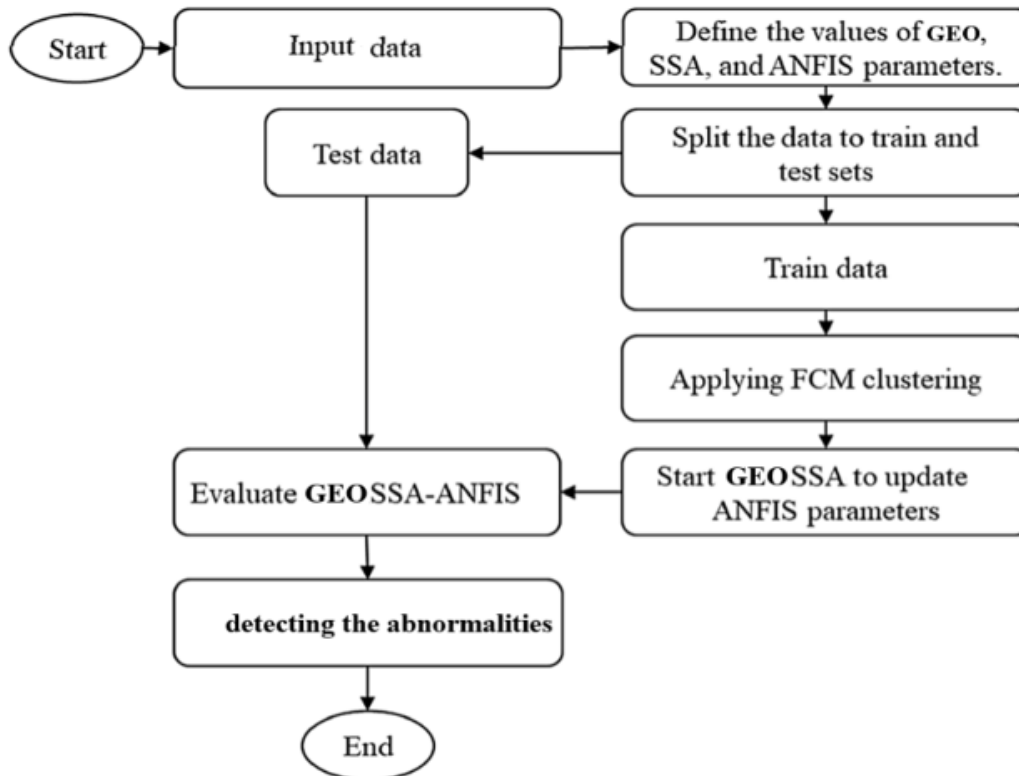 Start
Input data
Define the values of GEO,
SSA, and ANFIS parameters.
Test data
Split the data to train and
test sets
Train data
Applying FCM clustering
Evaluate GEOSSA-ANFIS
Start GEOSSA to update
ANFIS parameters
detecting the abnormalities
End